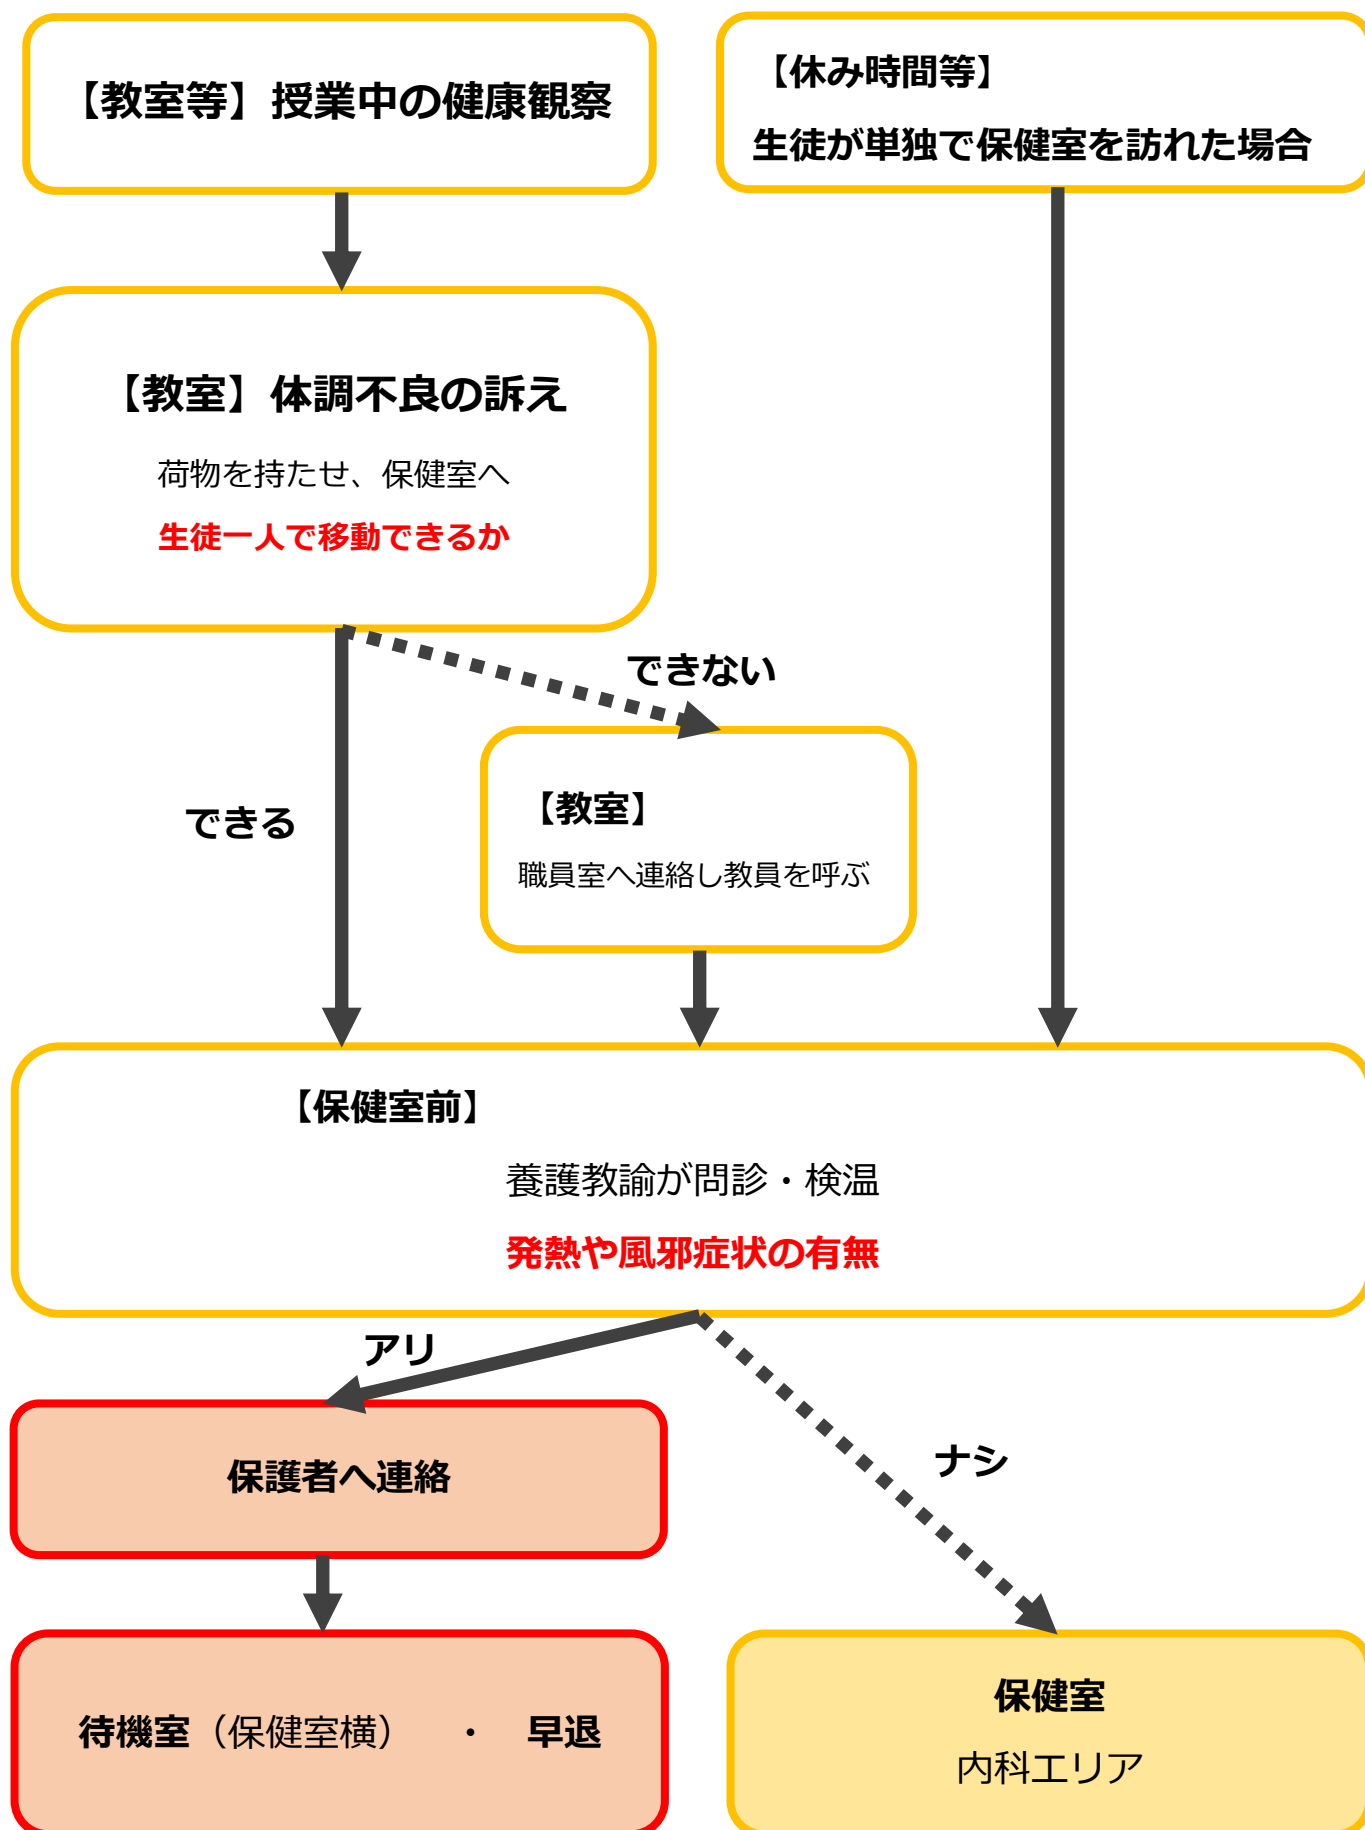 【教室等】授業中の健康観察
【休み時間等】
生徒が単独で保健室を訪れた場合
【教室】体調不良の訴え
荷物を持たせ、保健室へ
生徒一人で移動できるか
できない
できる
【教室】
職員室へ連絡し教員を呼ぶ
【保健室前】
養護教諭が問診・検温
発熱や風邪症状の有無
アリ
ナシ
保護者へ連絡
待機室（保健室横）　・　早退
保健室
内科エリア